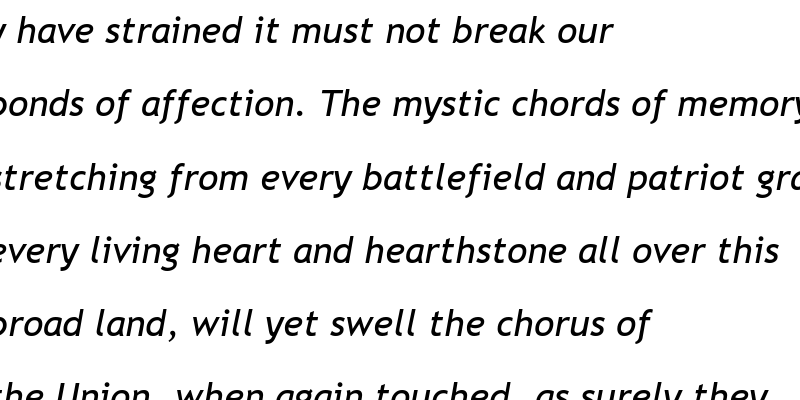 have strained it must not break our
bonds of affection. The mystic chords of memory
stretching from every battlefield and patriot
every living heart and hearthstone all over this
broad land, will yet swell the chorus of
the Union, when again touched, as surely they